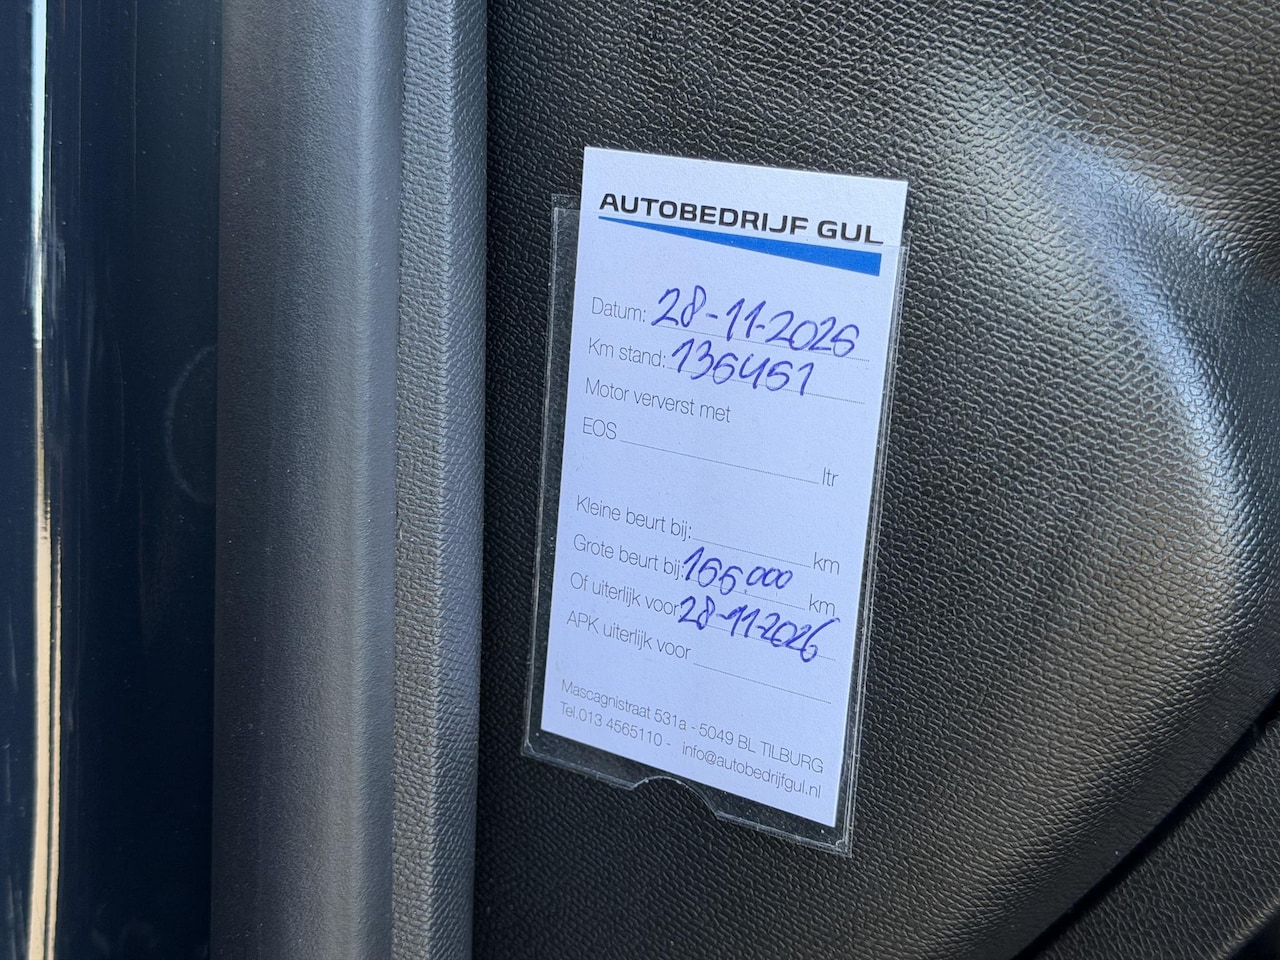 AUTOBEDRIJF GUL
Datum: 28-11-2025
Km stand: 136451
Motor ververst met
EOS ltr
Kleine beurt bij: km
Grote beurt bij: 166.000 km
Of uiterlijk voor 28-11-2026
APK uiterlijk voor
Mascagnistraat 531a - 5049 BL TILBURG
Tel.013 4565110 - info@autobedrijfgul.nl